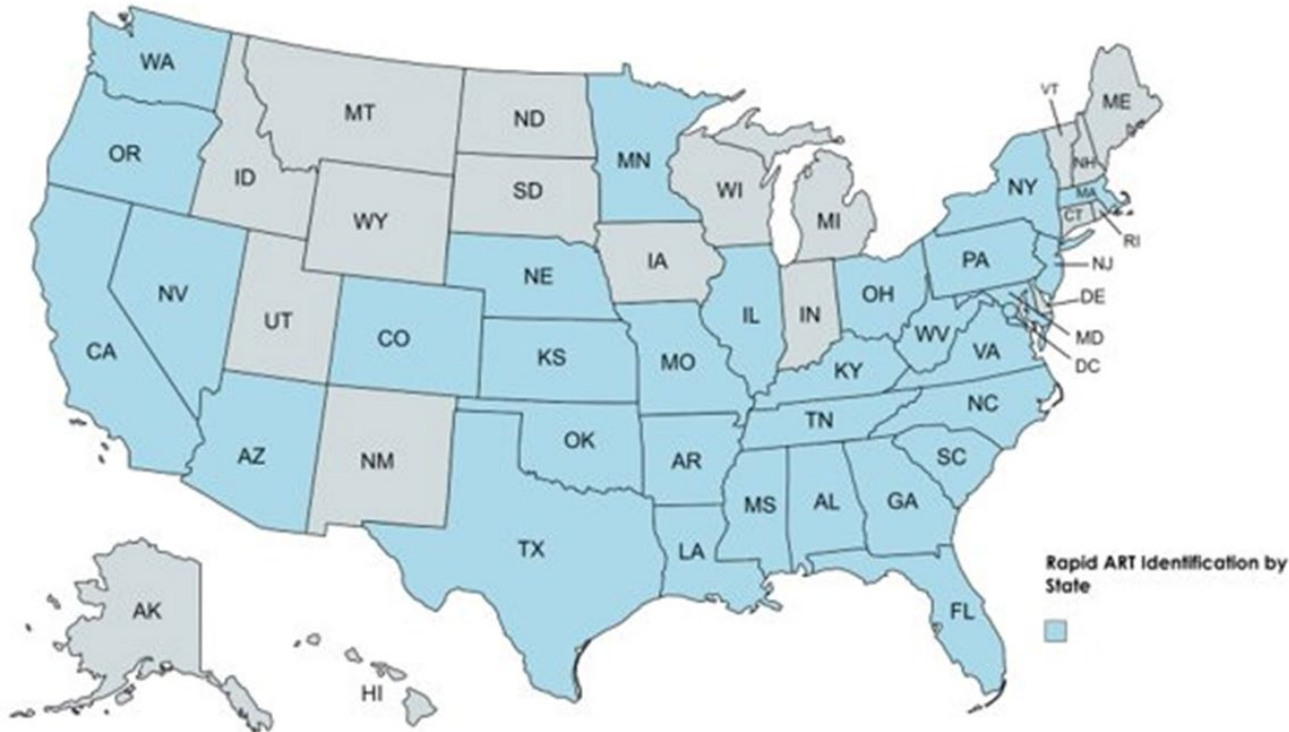 WA
MT
ND
MN
OR
ID
SD
WI
MI
WY
VT
ME
NH
NY
MA
CT
RI
NV
UT
NE
IA
PA
NJ
CA
CO
KS
IL
IN
OH
DE
MO
WV
MD
KY
VA
DC
AZ
NM
OK
AR
TN
NC
SC
TX
LA
MS
AL
GA
AK
HI
FL
Rapid ART Identification by
State